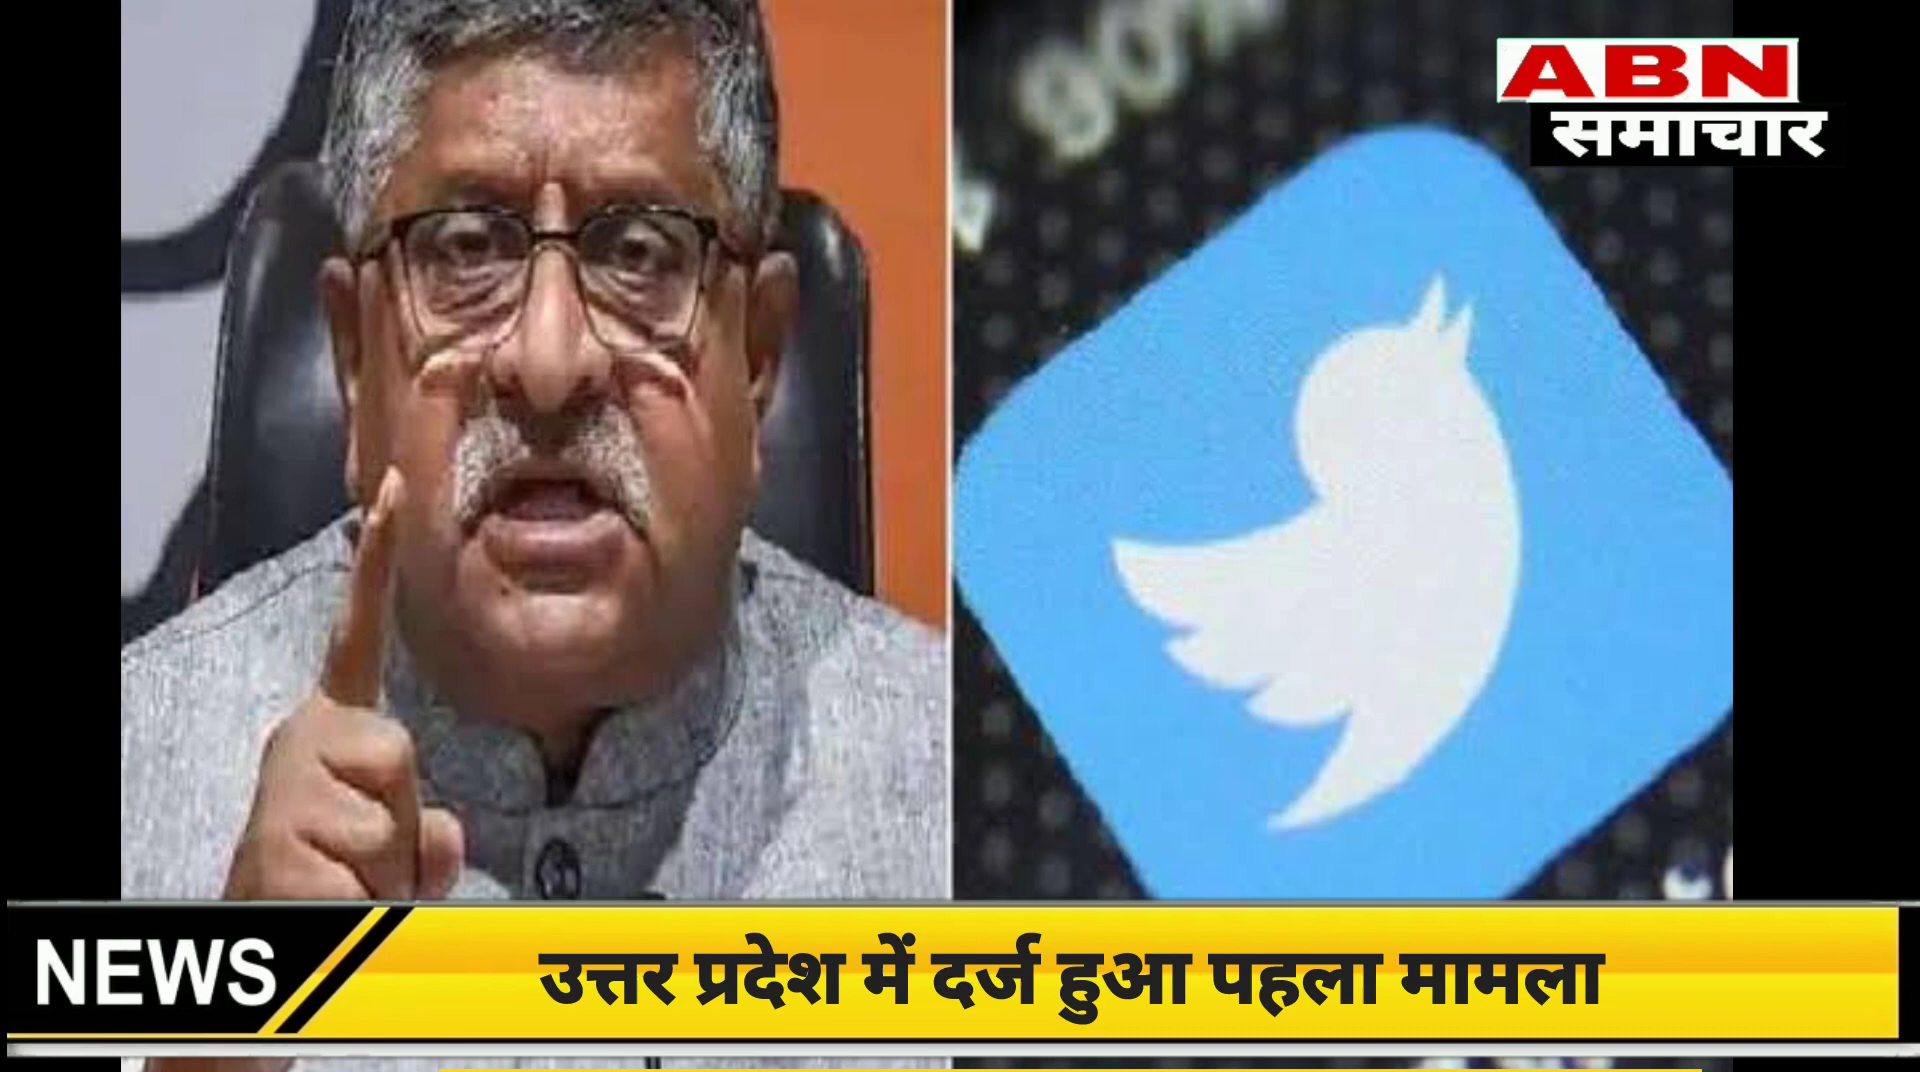 ABN
समाचार
NEWS
उत्तर प्रदेश में दर्ज हुआ पहला मामला